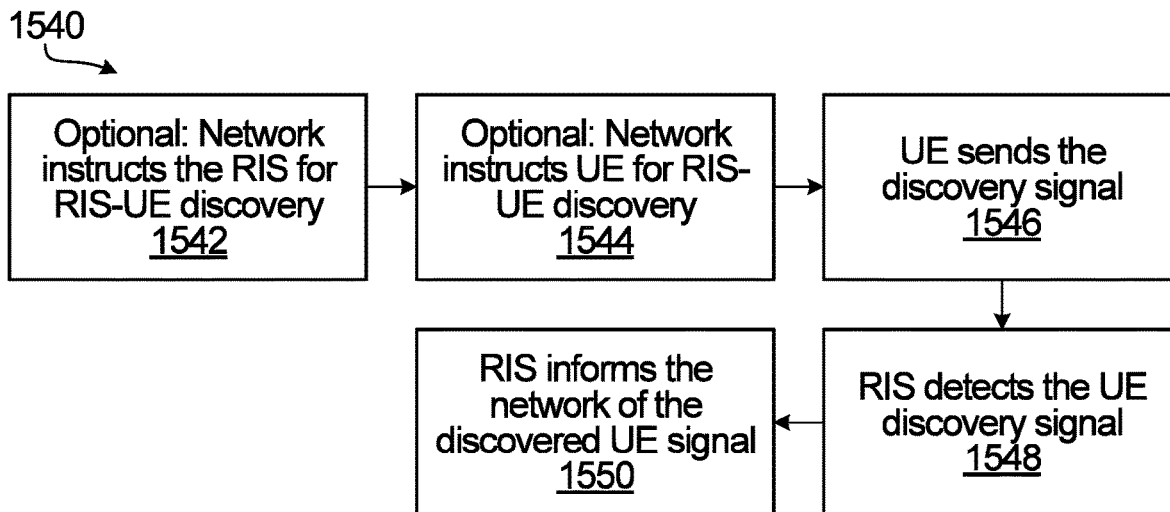 1540
Optional: Network
instructs the RIS for
RIS-UE discovery
1542
Optional: Network
instructs UE for RIS-
UE discovery
1544
UE sends the
discovery signal
1546
RIS detects the UE
discovery signal
1548
RIS informs the
network of the
discovered UE signal
1550